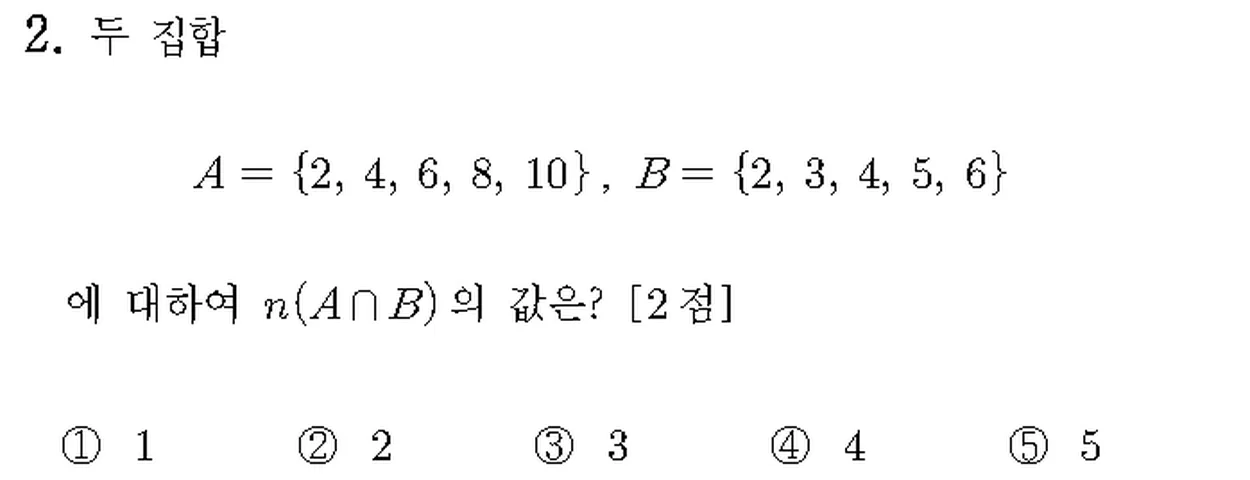 2. 두 집합
A = {2, 4, 6, 8, 10}, B = {2, 3, 4, 5, 6}
에 대하여 n(A∩B)의 값은? [2점]
① 1 ② 2 ③ 3 ④ 4 ⑤ 5